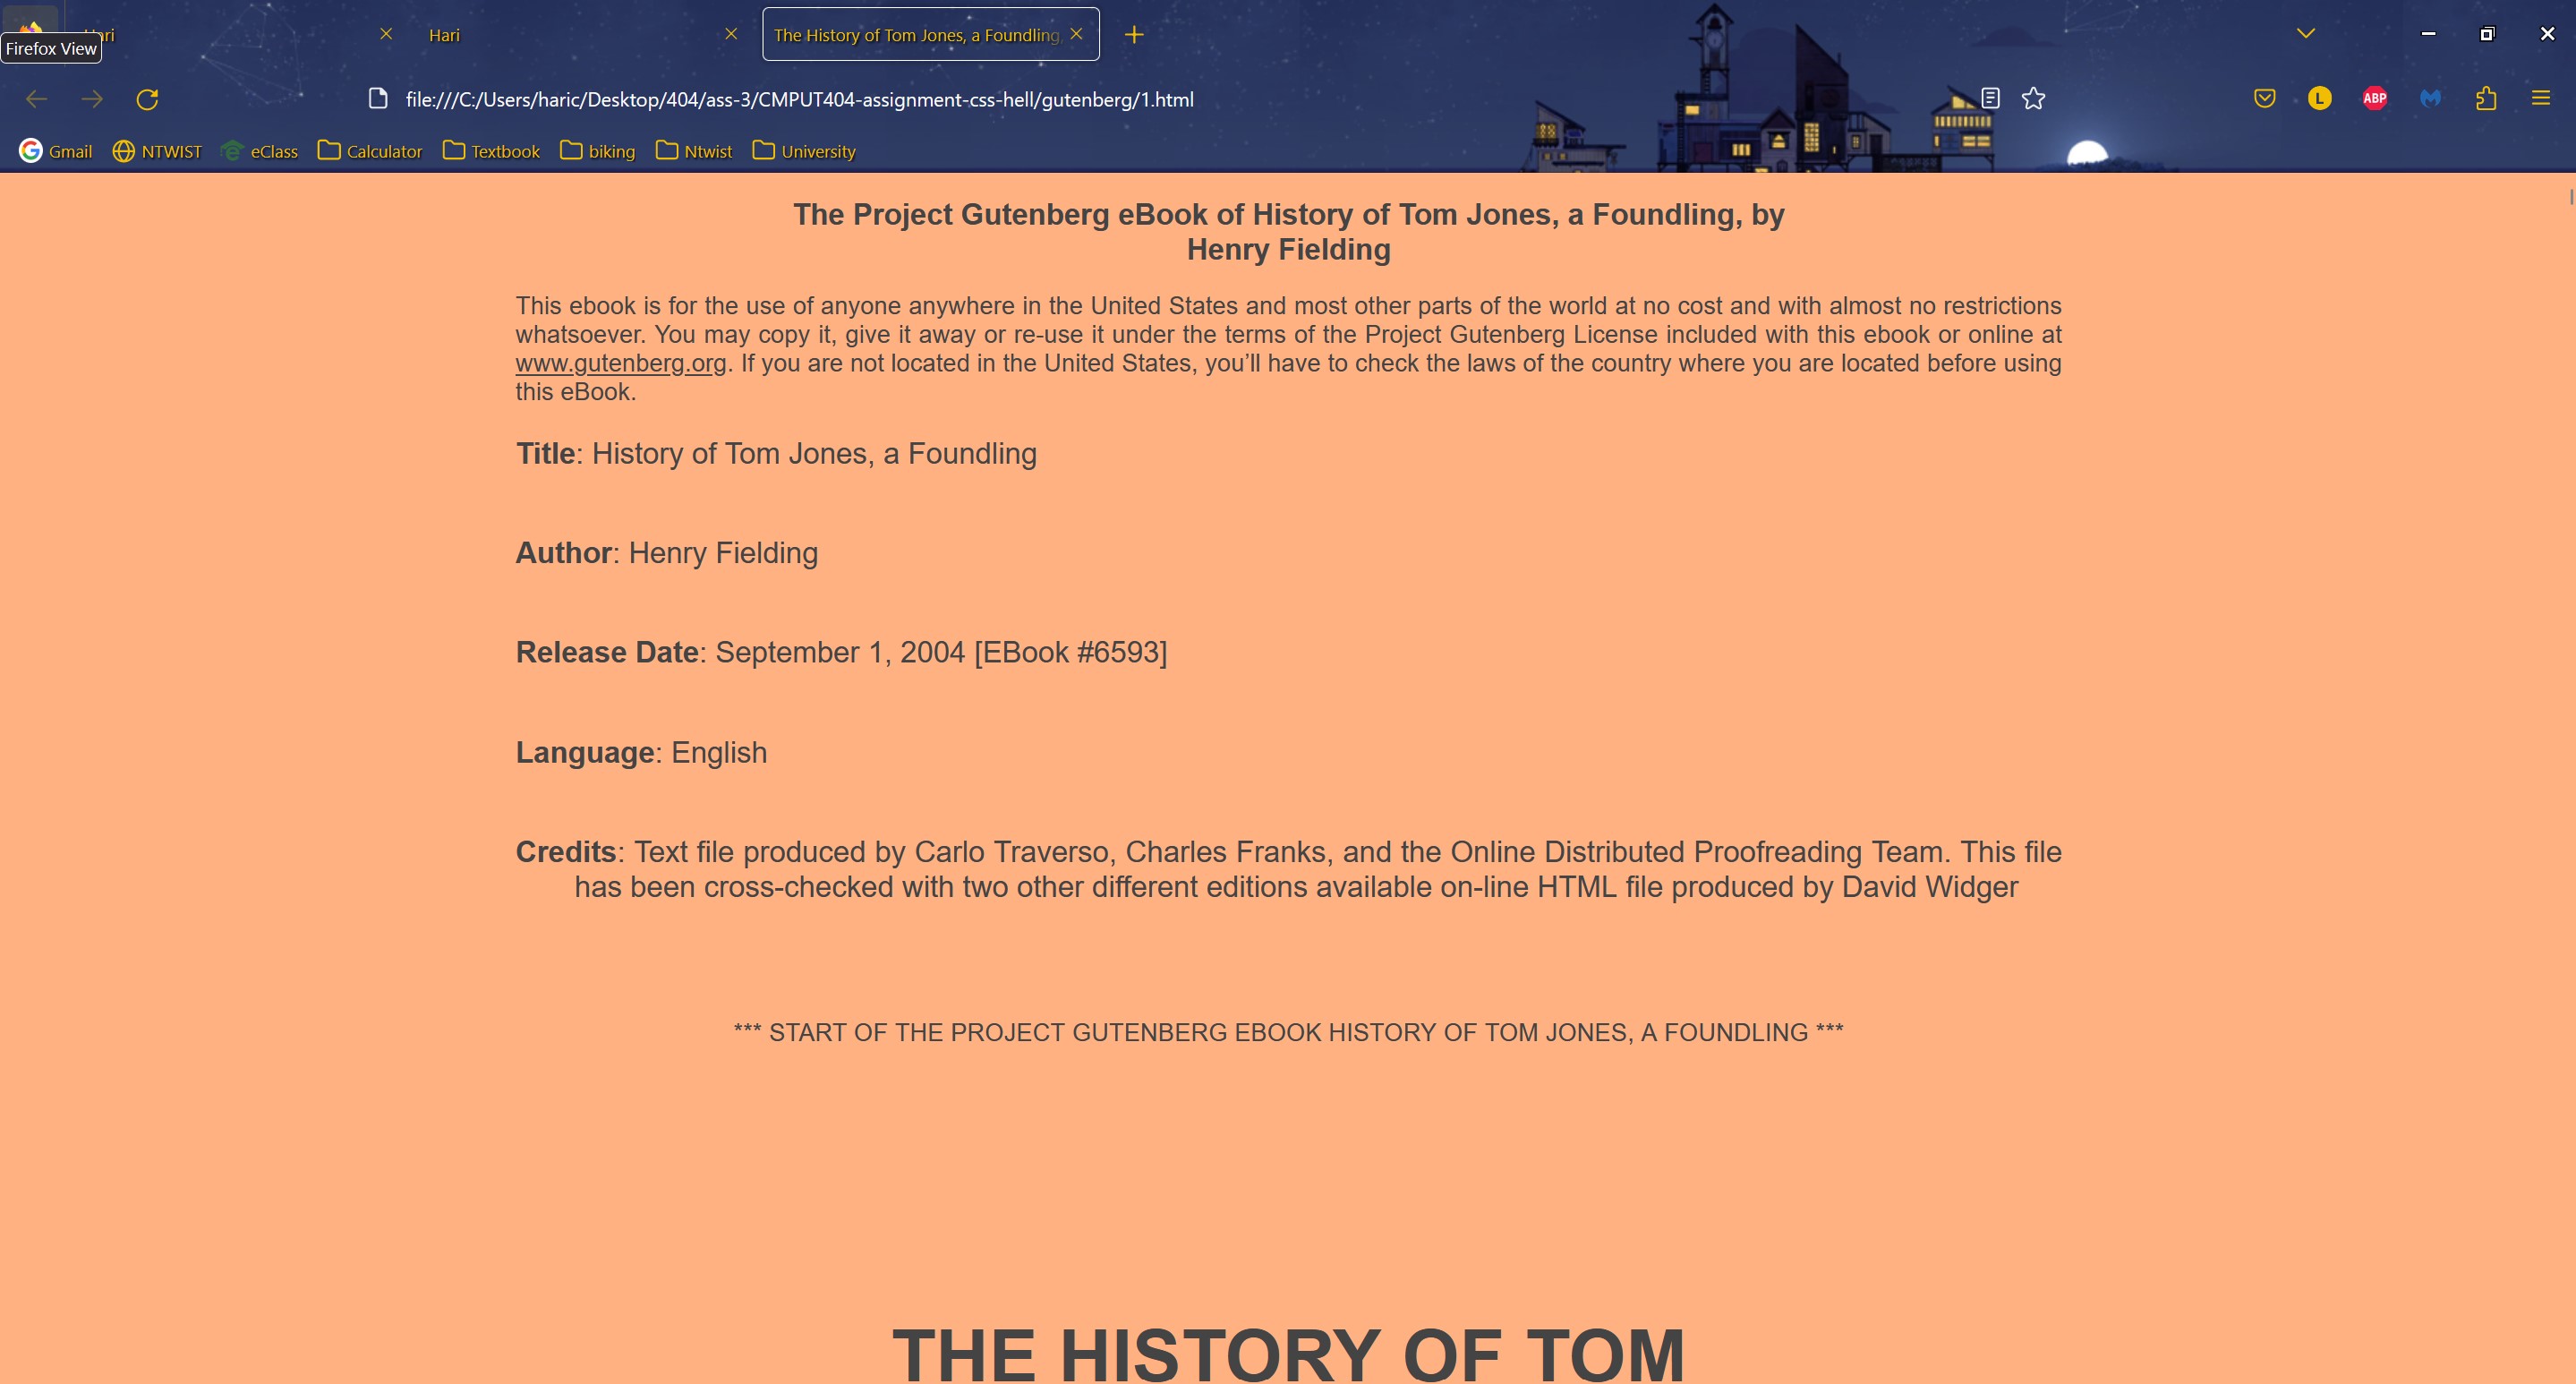 Hari
Firefox View
Hari
The History of Tom Jones, a Foundling,
file:///C:/Users/haric/Desktop/404/ass-3/CMPUT404-assignment-css-hell/gutenberg/1.html
L
ABP
Gmail NTWIST eClass Calculator Textbook biking Ntwist University
The Project Gutenberg eBook of History of Tom Jones, a Foundling, by
Henry Fielding
This ebook is for the use of anyone anywhere in the United States and most other parts of the world at no cost and with almost no restrictions
whatsoever. You may copy it, give it away or re-use it under the terms of the Project Gutenberg License included with this ebook or online at
www.gutenberg.org. If you are not located in the United States, you’ll have to check the laws of the country where you are located before using
this eBook.
Title: History of Tom Jones, a Foundling
Author: Henry Fielding
Release Date: September 1, 2004 [EBook #6593]
Language: English
Credits: Text file produced by Carlo Traverso, Charles Franks, and the Online Distributed Proofreading Team. This file
has been cross-checked with two other different editions available on-line HTML file produced by David Widger
*** START OF THE PROJECT GUTENBERG EBOOK HISTORY OF TOM JONES, A FOUNDLING ***
THE HISTORY OF TOM